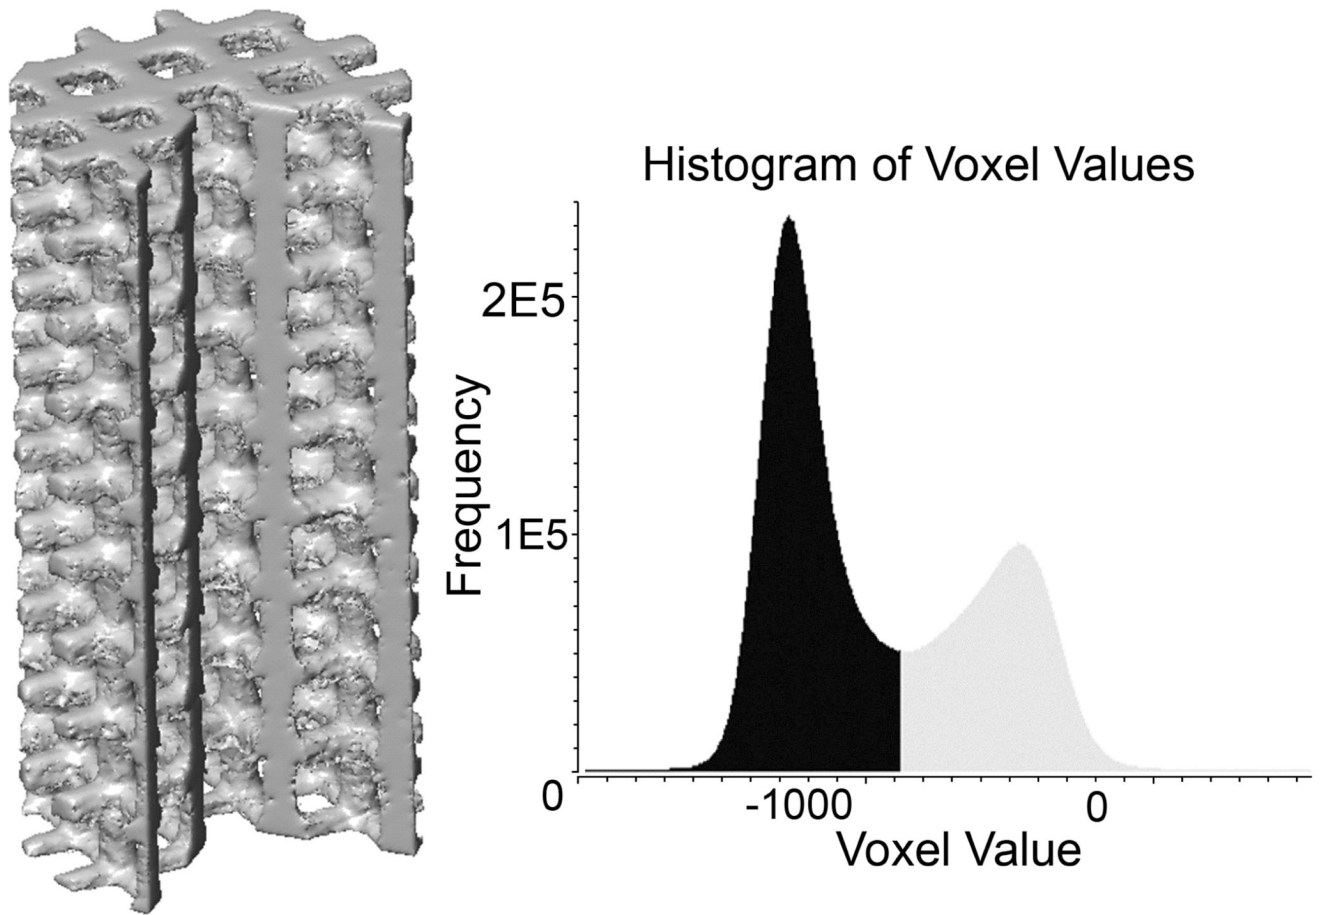 Histogram of Voxel Values
Frequency
2E5
1E5
0
-1000
0
Voxel Value